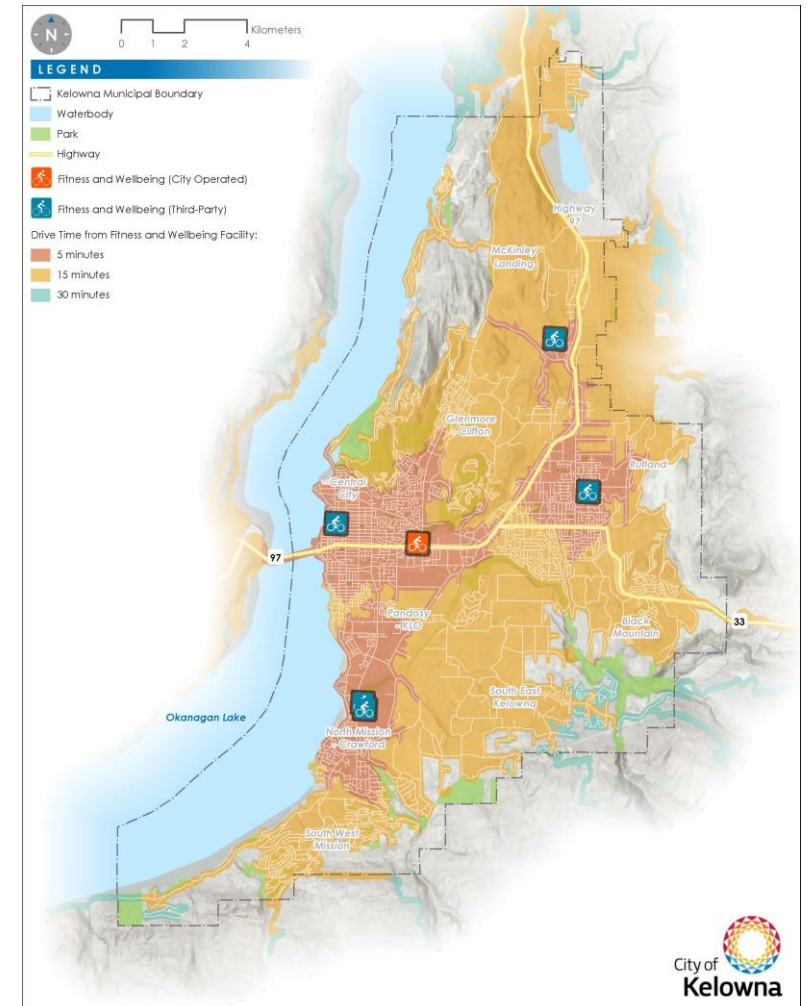 N
Kilometers
0 1 2 4
LEGEND
Kelowna Municipal Boundary
Waterbody
Park
Highway
Fitness and Wellbeing (City Operated)
Fitness and Wellbeing (Third-Party)
Drive Time from Fitness and Wellbeing Facility:
5 minutes
15 minutes
30 minutes
Highway
97
McKinley
Landing
Glenmore
- Clifton
Rutland
Central
City
97
Pandosy
- KLO
Black
Mountain
33
South East
Kelowna
Okanagan Lake
North Mission
- Crawford
South West
Mission
City of
Kelowna